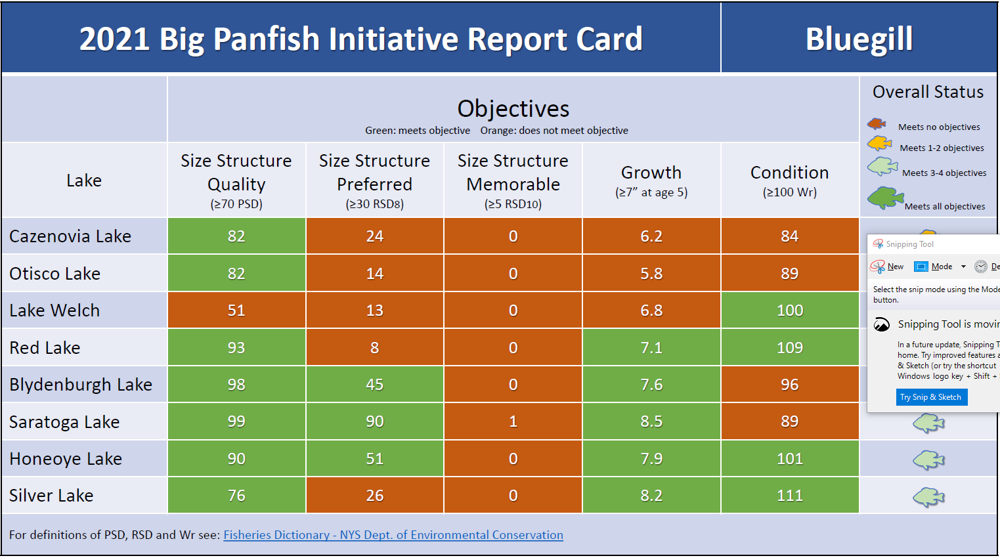 2021 Big Panfish Initiative Report Card
Bluegill
Objectives
Green: meets objective Orange: does not meet objective
Overall Status
Meets no objectives
Meets 1-2 objectives
Meets 3-4 objectives
Meets all objectives
Lake
Size Structure
Quality
(≥70 PSD)
Size Structure
Preferred
(≥30 RSD8)
Size Structure
Memorable
(≥5 RSD10)
Growth
(≥7” at age 5)
Condition
(≥100 Wr)
Cazenovia Lake 82 24 0 6.2 84
Otisco Lake 82 14 0 5.8 89
Lake Welch 51 13 0 6.8 100
Red Lake 93 8 0 7.1 109
Blydenburgh Lake 98 45 0 7.6 96
Saratoga Lake 99 90 1 8.5 89
Honeoye Lake 90 51 0 7.9 101
Silver Lake 76 26 0 8.2 111
Snipping Tool
New Mode De
Select the snip mode using the Mode
button.
Snipping Tool is movin
In a future update, Snipping T
home. Try improved features a
& Sketch (or try the shortcut
Windows logo key + Shift +
Try Snip & Sketch
For definitions of PSD, RSD and Wr see: Fisheries Dictionary - NYS Dept. of Environmental Conservation